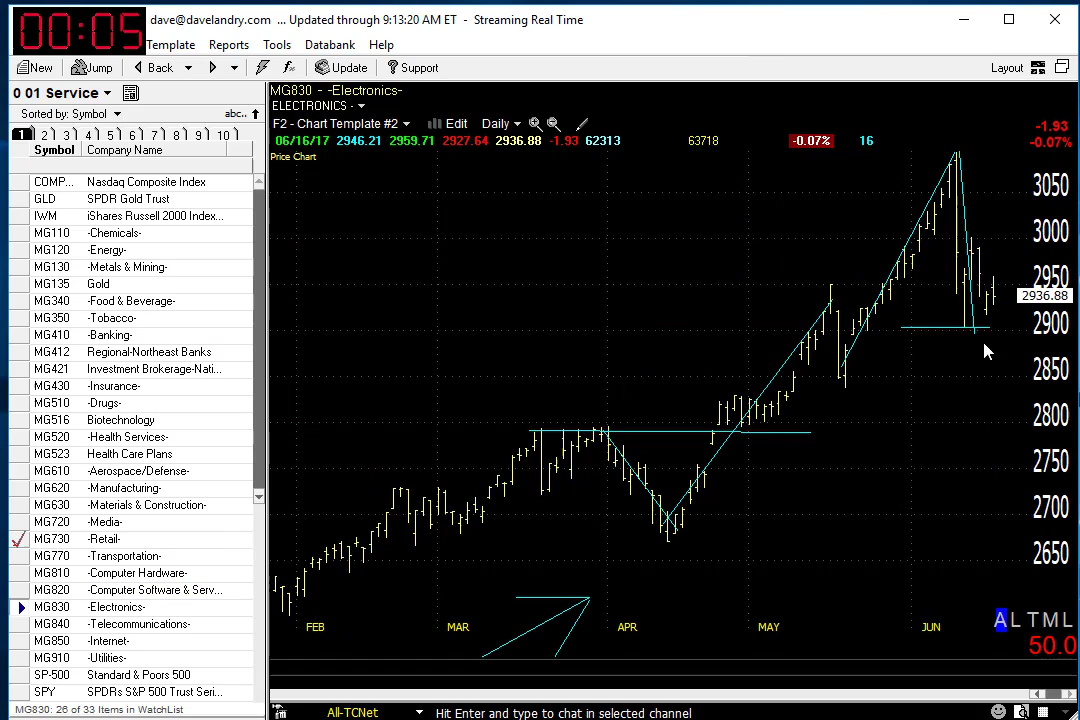 00:05
dave@davelandry.com ... Updated through 9:13:20 AM ET - Streaming Real Time
Template Reports Tools Databank Help
New Jump Back Update Support Layout
0 01 Service
Sorted by: Symbol abc..
1 2 3 4 5 6 7 8 9 10
Symbol Company Name
COMP... Nasdaq Composite Index
GLD SPDR Gold Trust
IWM iShares Russell 2000 Index...
MG110 -Chemicals-
MG120 -Energy-
MG130 -Metals & Mining-
MG135 Gold
MG340 -Food & Beverage-
MG350 -Tobacco-
MG410 -Banking-
MG412 Regional-Northeast Banks
MG421 Investment Brokerage-Nati...
MG430 -Insurance-
MG510 -Drugs-
MG516 Biotechnology
MG520 -Health Services-
MG523 Health Care Plans
MG610 -Aerospace/Defense-
MG620 -Manufacturing-
MG630 -Materials & Construction-
MG720 -Media-
MG730 -Retail-
MG770 -Transportation-
MG810 -Computer Hardware-
MG820 -Computer Software & Serv...
MG830 -Electronics-
MG840 -Telecommunications-
MG850 -Internet-
MG910 -Utilities-
SP-500 Standard & Poors 500
SPY SPDRs S&P 500 Trust Seri...
MG830: 26 of 33 Items in WatchList
MG830 - -Electronics-
ELECTRONICS -
F2 - Chart Template #2 Edit Daily
06/16/17 2946.21 2959.71 2927.64 2936.88 -1.93 62313 63718 -0.07% 16
-1.93
-0.07%
Price Chart
3050
3000
2950
2936.88
2900
2850
2800
2750
2700
2650
FEB MAR APR MAY JUN
A L T M L
50.0
All-TCNet Hit Enter and type to chat in selected channel